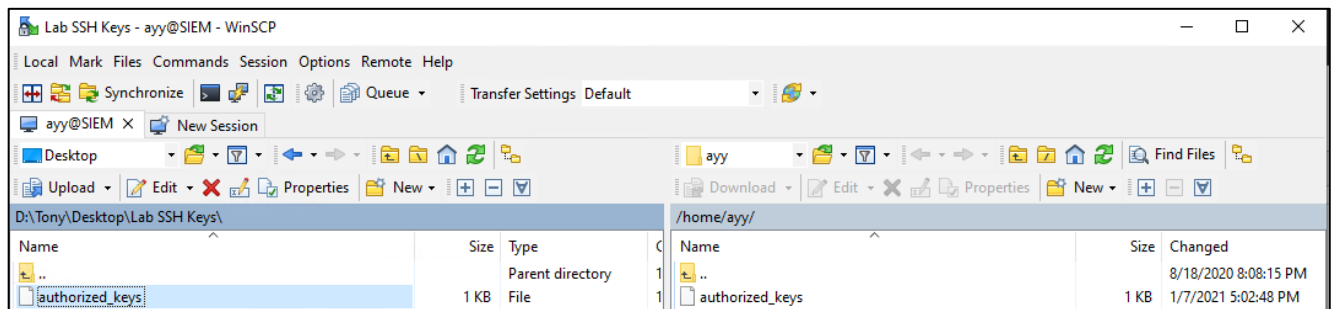 Lab SSH Keys - ayy@SIEM - WinSCP
Local Mark Files Commands Session Options Remote Help
Synchronize Queue Transfer Settings Default
ayy@SIEM New Session
Desktop ayy Find Files
Upload Edit Properties New Download Edit Properties New
D:\Tony\Desktop\Lab SSH Keys\ /home/ayy/
Name Size Type Name Size Changed
.. Parent directory .. 8/18/2020 8:08:15 PM
authorized_keys 1 KB File authorized_keys 1 KB 1/7/2021 5:02:48 PM